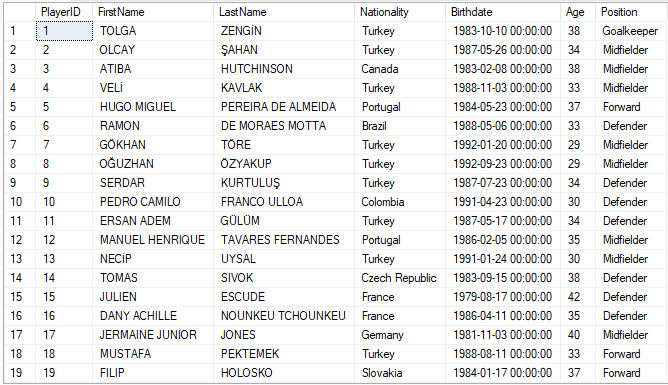 PlayerID FirstName LastName Nationality Birthdate Age Position
1 1 TOLGA ZENGİN Turkey 1983-10-10 00:00:00 38 Goalkeeper
2 2 OLCAY ŞAHAN Turkey 1987-05-26 00:00:00 34 Midfielder
3 3 ATIBA HUTCHINSON Canada 1983-02-08 00:00:00 38 Midfielder
4 4 VELİ KAVLAK Turkey 1988-11-03 00:00:00 33 Midfielder
5 5 HUGO MIGUEL PEREIRA DE ALMEIDA Portugal 1984-05-23 00:00:00 37 Forward
6 6 RAMON DE MORAES MOTTA Brazil 1988-05-06 00:00:00 33 Defender
7 7 GÖKHAN TÖRE Turkey 1992-01-20 00:00:00 29 Midfielder
8 8 OĞUZHAN ÖZYAKUP Turkey 1992-09-23 00:00:00 29 Midfielder
9 9 SERDAR KURTULUŞ Turkey 1987-07-23 00:00:00 34 Defender
10 10 PEDRO CAMILO FRANCO ULLOA Colombia 1991-04-23 00:00:00 30 Defender
11 11 ERSAN ADEM GÜLÜM Turkey 1987-05-17 00:00:00 34 Defender
12 12 MANUEL HENRIQUE TAVARES FERNANDES Portugal 1986-02-05 00:00:00 35 Midfielder
13 13 NECİP UYSAL Turkey 1991-01-24 00:00:00 30 Midfielder
14 14 TOMAS SIVOK Czech Republic 1983-09-15 00:00:00 38 Defender
15 15 JULIEN ESCUDE France 1979-08-17 00:00:00 42 Defender
16 16 DANY ACHILLE NOUNKEU TCHOUNKEU France 1986-04-11 00:00:00 35 Defender
17 17 JERMAINE JUNIOR JONES Germany 1981-11-03 00:00:00 40 Midfielder
18 18 MUSTAFA PEKTEMEK Turkey 1988-08-11 00:00:00 33 Forward
19 19 FILIP HOLOSKO Slovakia 1984-01-17 00:00:00 37 Forward